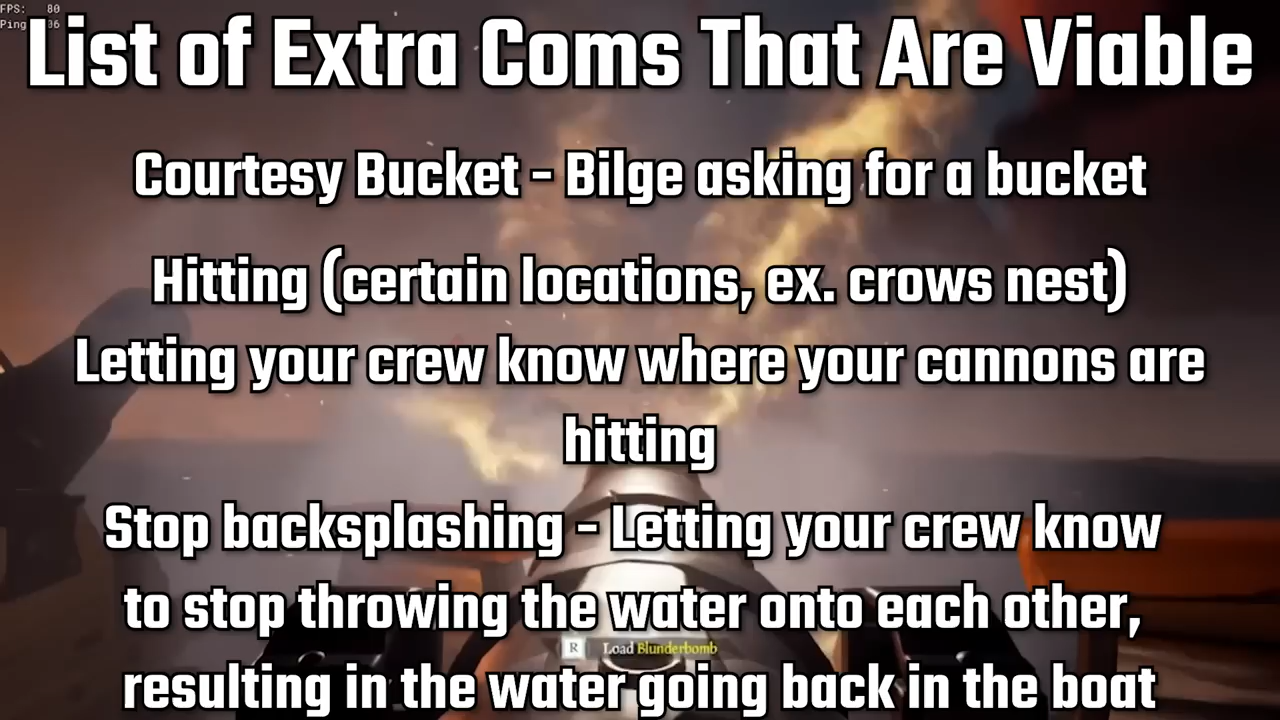 FPS: 80
Ping: 06
List of Extra Coms That Are Viable
Courtesy Bucket - Bilge asking for a bucket
Hitting (certain locations, ex. crows nest)
Letting your crew know where your cannons are
hitting
Stop backsplashing - Letting your crew know
to stop throwing the water onto each other,
R Load Blunderbomb
resulting in the water going back in the boat